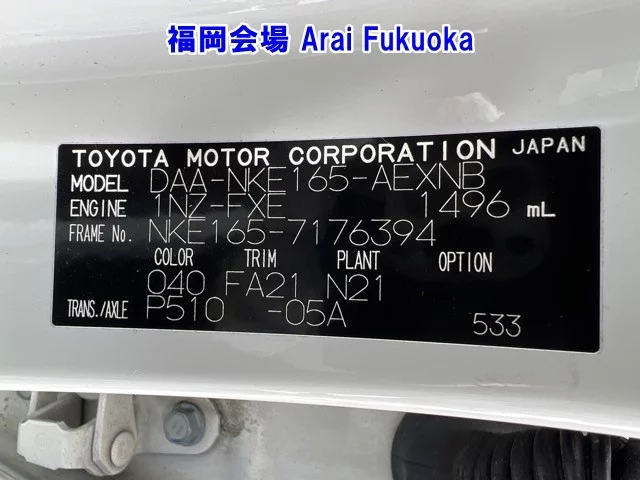 福岡会場 Arai Fukuoka
TOYOTA MOTOR CORPORATION JAPAN
MODEL DAA-NKE165-AEXNB
ENGINE 1NZ-FXE 1496 mL
FRAME No. NKE165-7176394
COLOR TRIM PLANT OPTION
040 FA21 N21
TRANS./AXLE P510 -05A
533